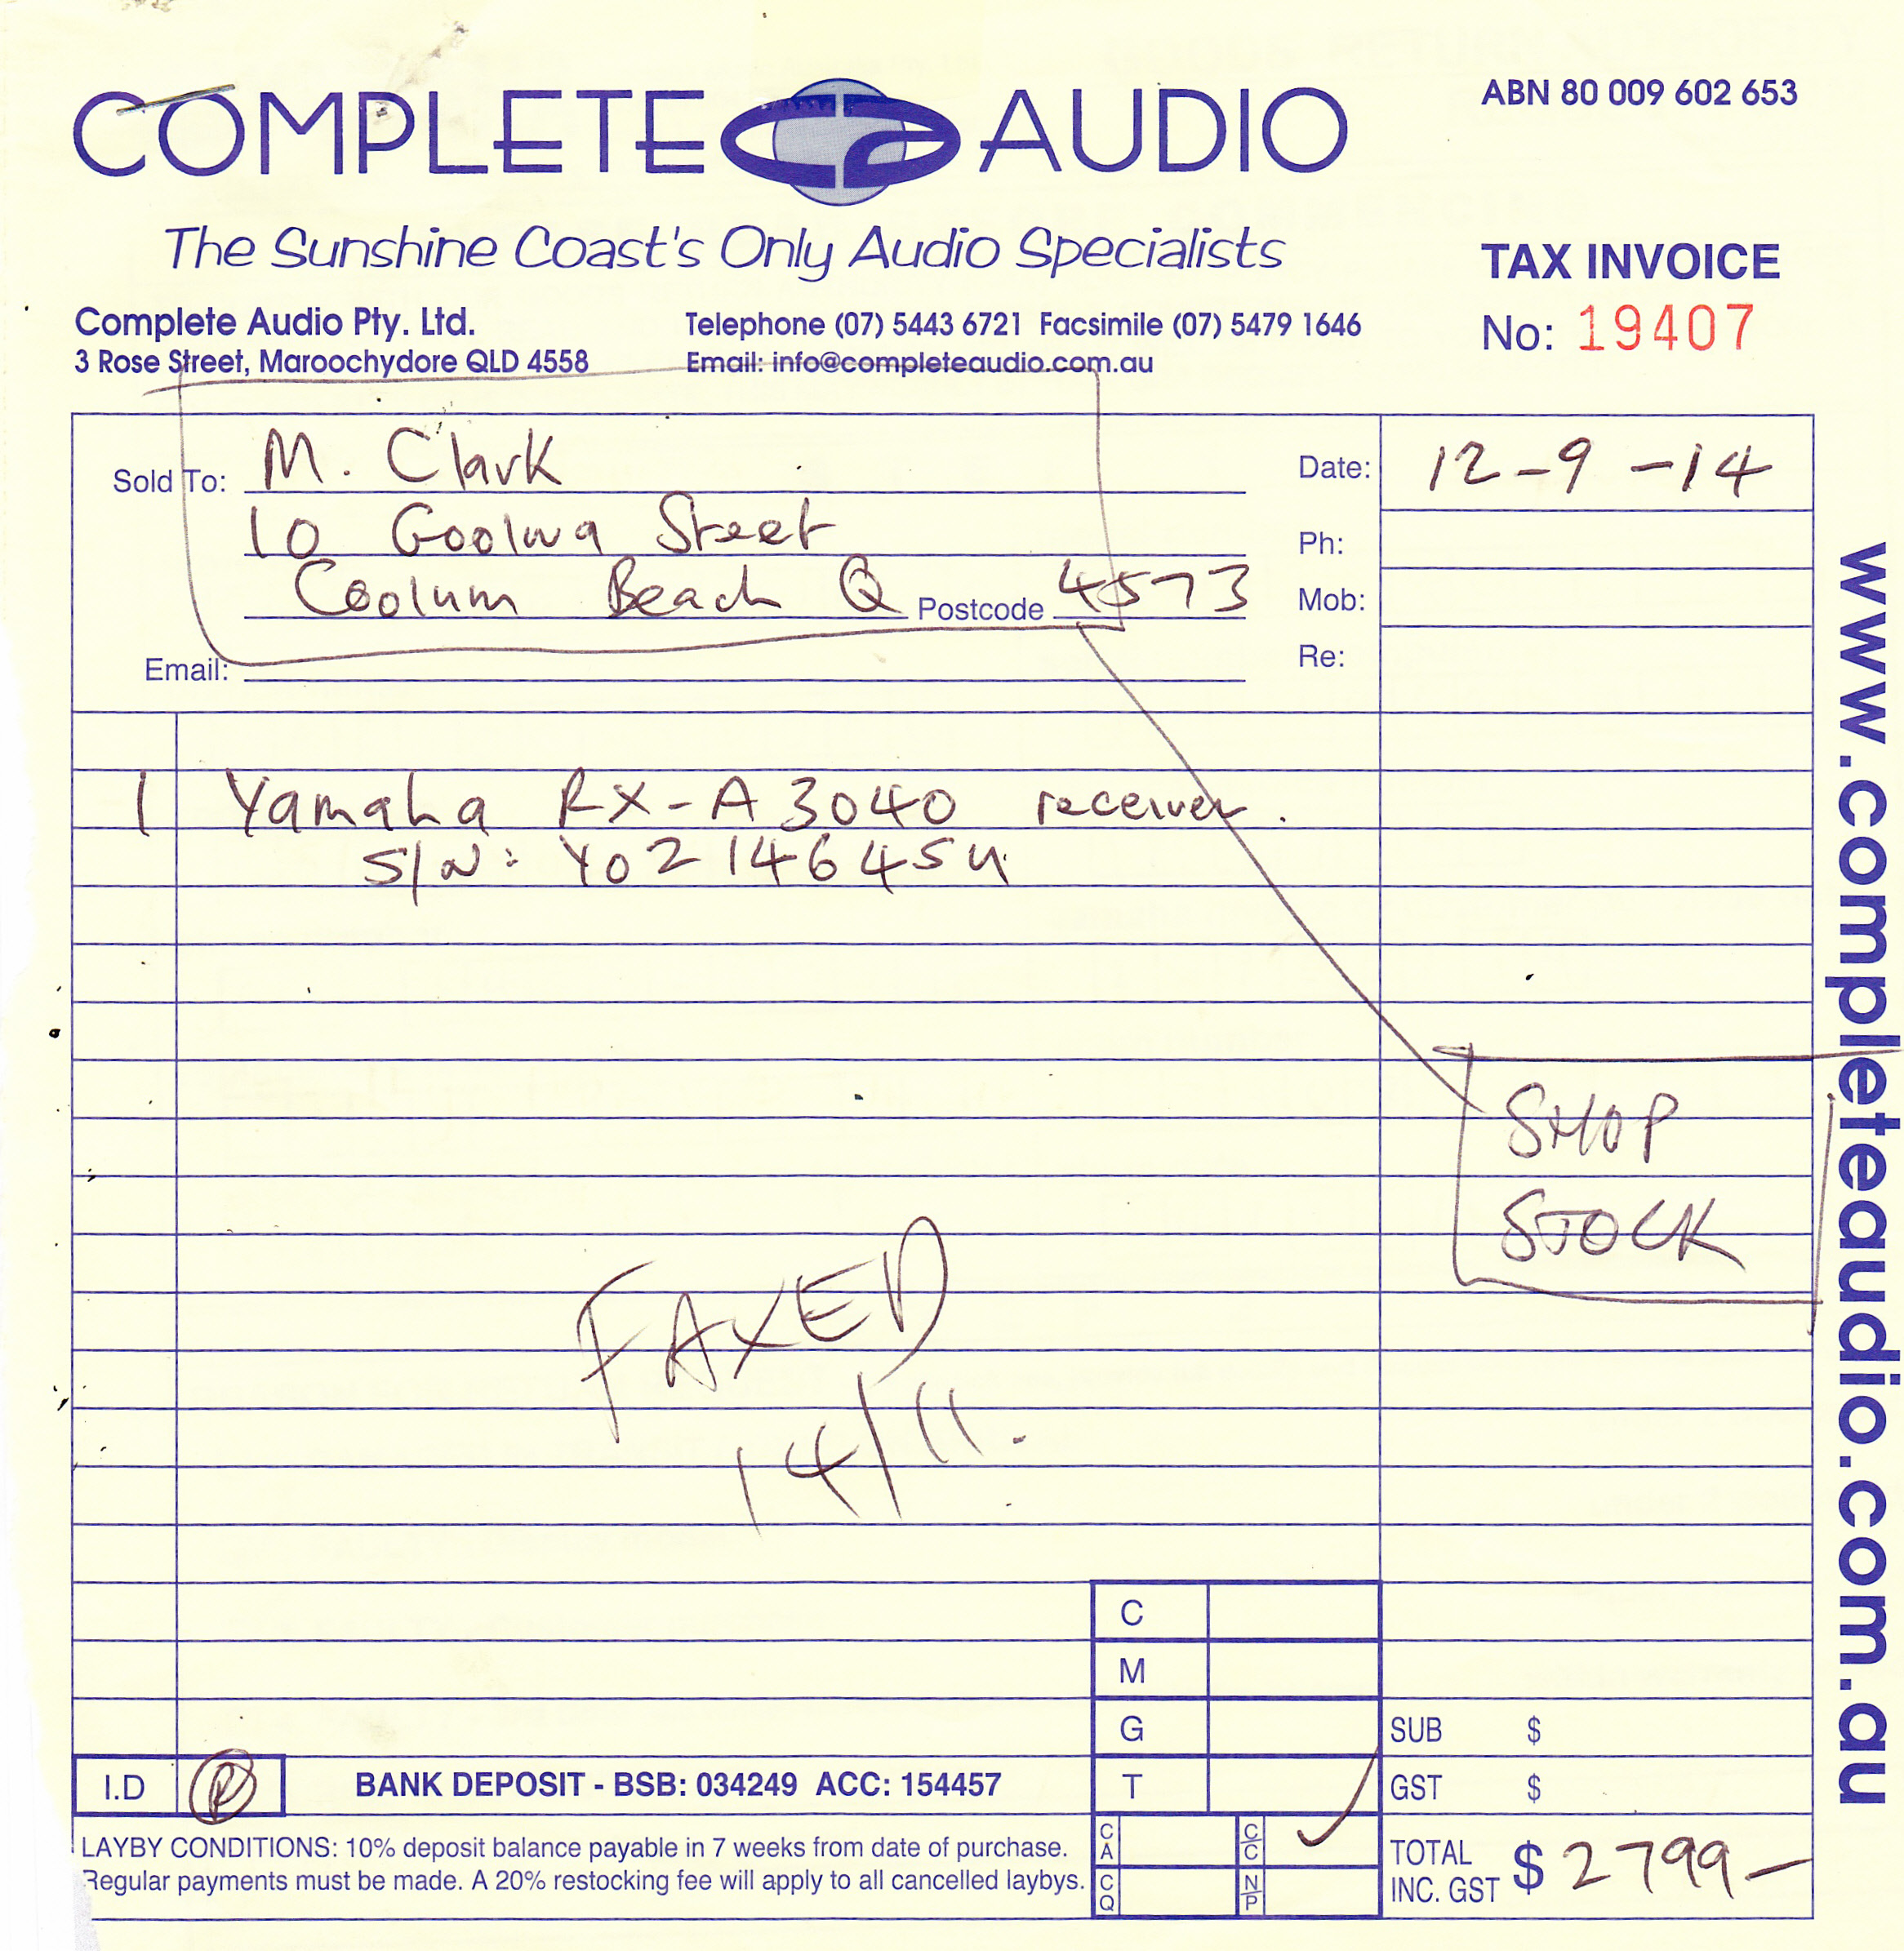 COMPLETE AUDIO
ABN 80 009 602 653
The Sunshine Coast's Only Audio Specialists
TAX INVOICE
Complete Audio Pty. Ltd.
Telephone (07) 5443 6721 Facsimile (07) 5479 1646
No: 19407
3 Rose Street, Maroochydore QLD 4558
Email: info@completeaudio.com.au
Sold To: M. Clark
Date: 12-9-14
10 Goolwa Street
Ph:
Coolum Beach Q Postcode 4573
Mob:
Email:
Re:
www.completeaudio.com.au
1 Yamaha RX-A3040 receiver.
S/N: Y0214645U
SHOP
STOCK
FAXED
14/11.
C
M
G
SUB $
I.D
BANK DEPOSIT - BSB: 034249 ACC: 154457
T
GST $
LAYBY CONDITIONS: 10% deposit balance payable in 7 weeks from date of purchase.
Regular payments must be made. A 20% restocking fee will apply to all cancelled laybys.
CA
C/C
CQ
N/P
TOTAL
INC. GST $ 2799-